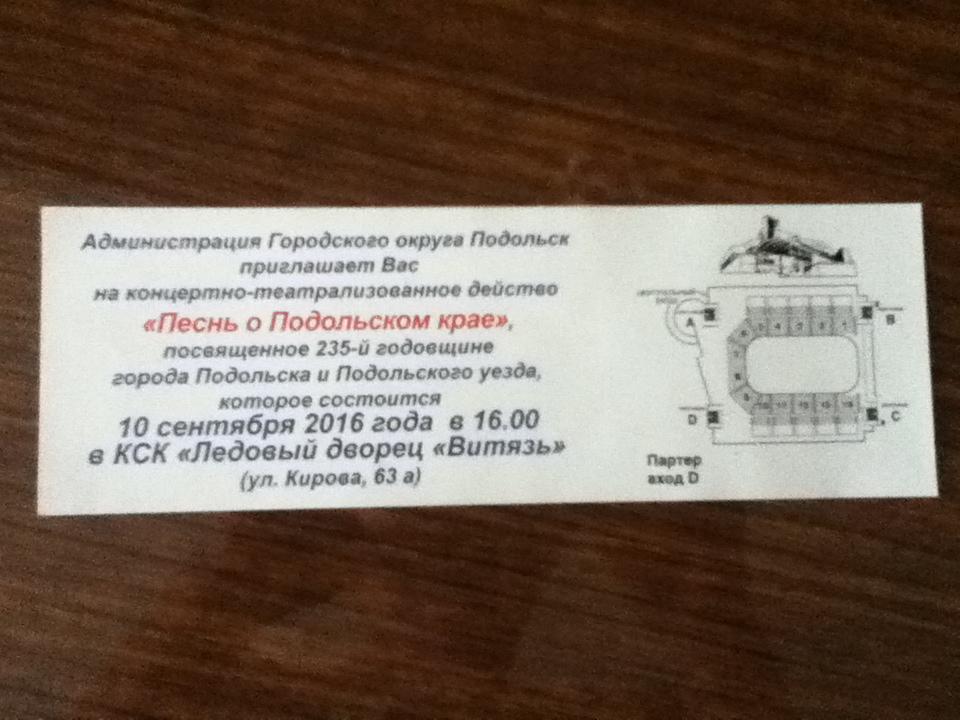 Администрация Городского округа Подольск
приглашает Вас
на концертно-театрализованное действо
«Песнь о Подольском крае»,
посвященное 235-й годовщине
города Подольска и Подольского уезда,
которое состоится
10 сентября 2016 года в 16.00
в КСК «Ледовый дворец «Витязь»
(ул. Кирова, 63 а)
A
B
D
C
Партер
вход D